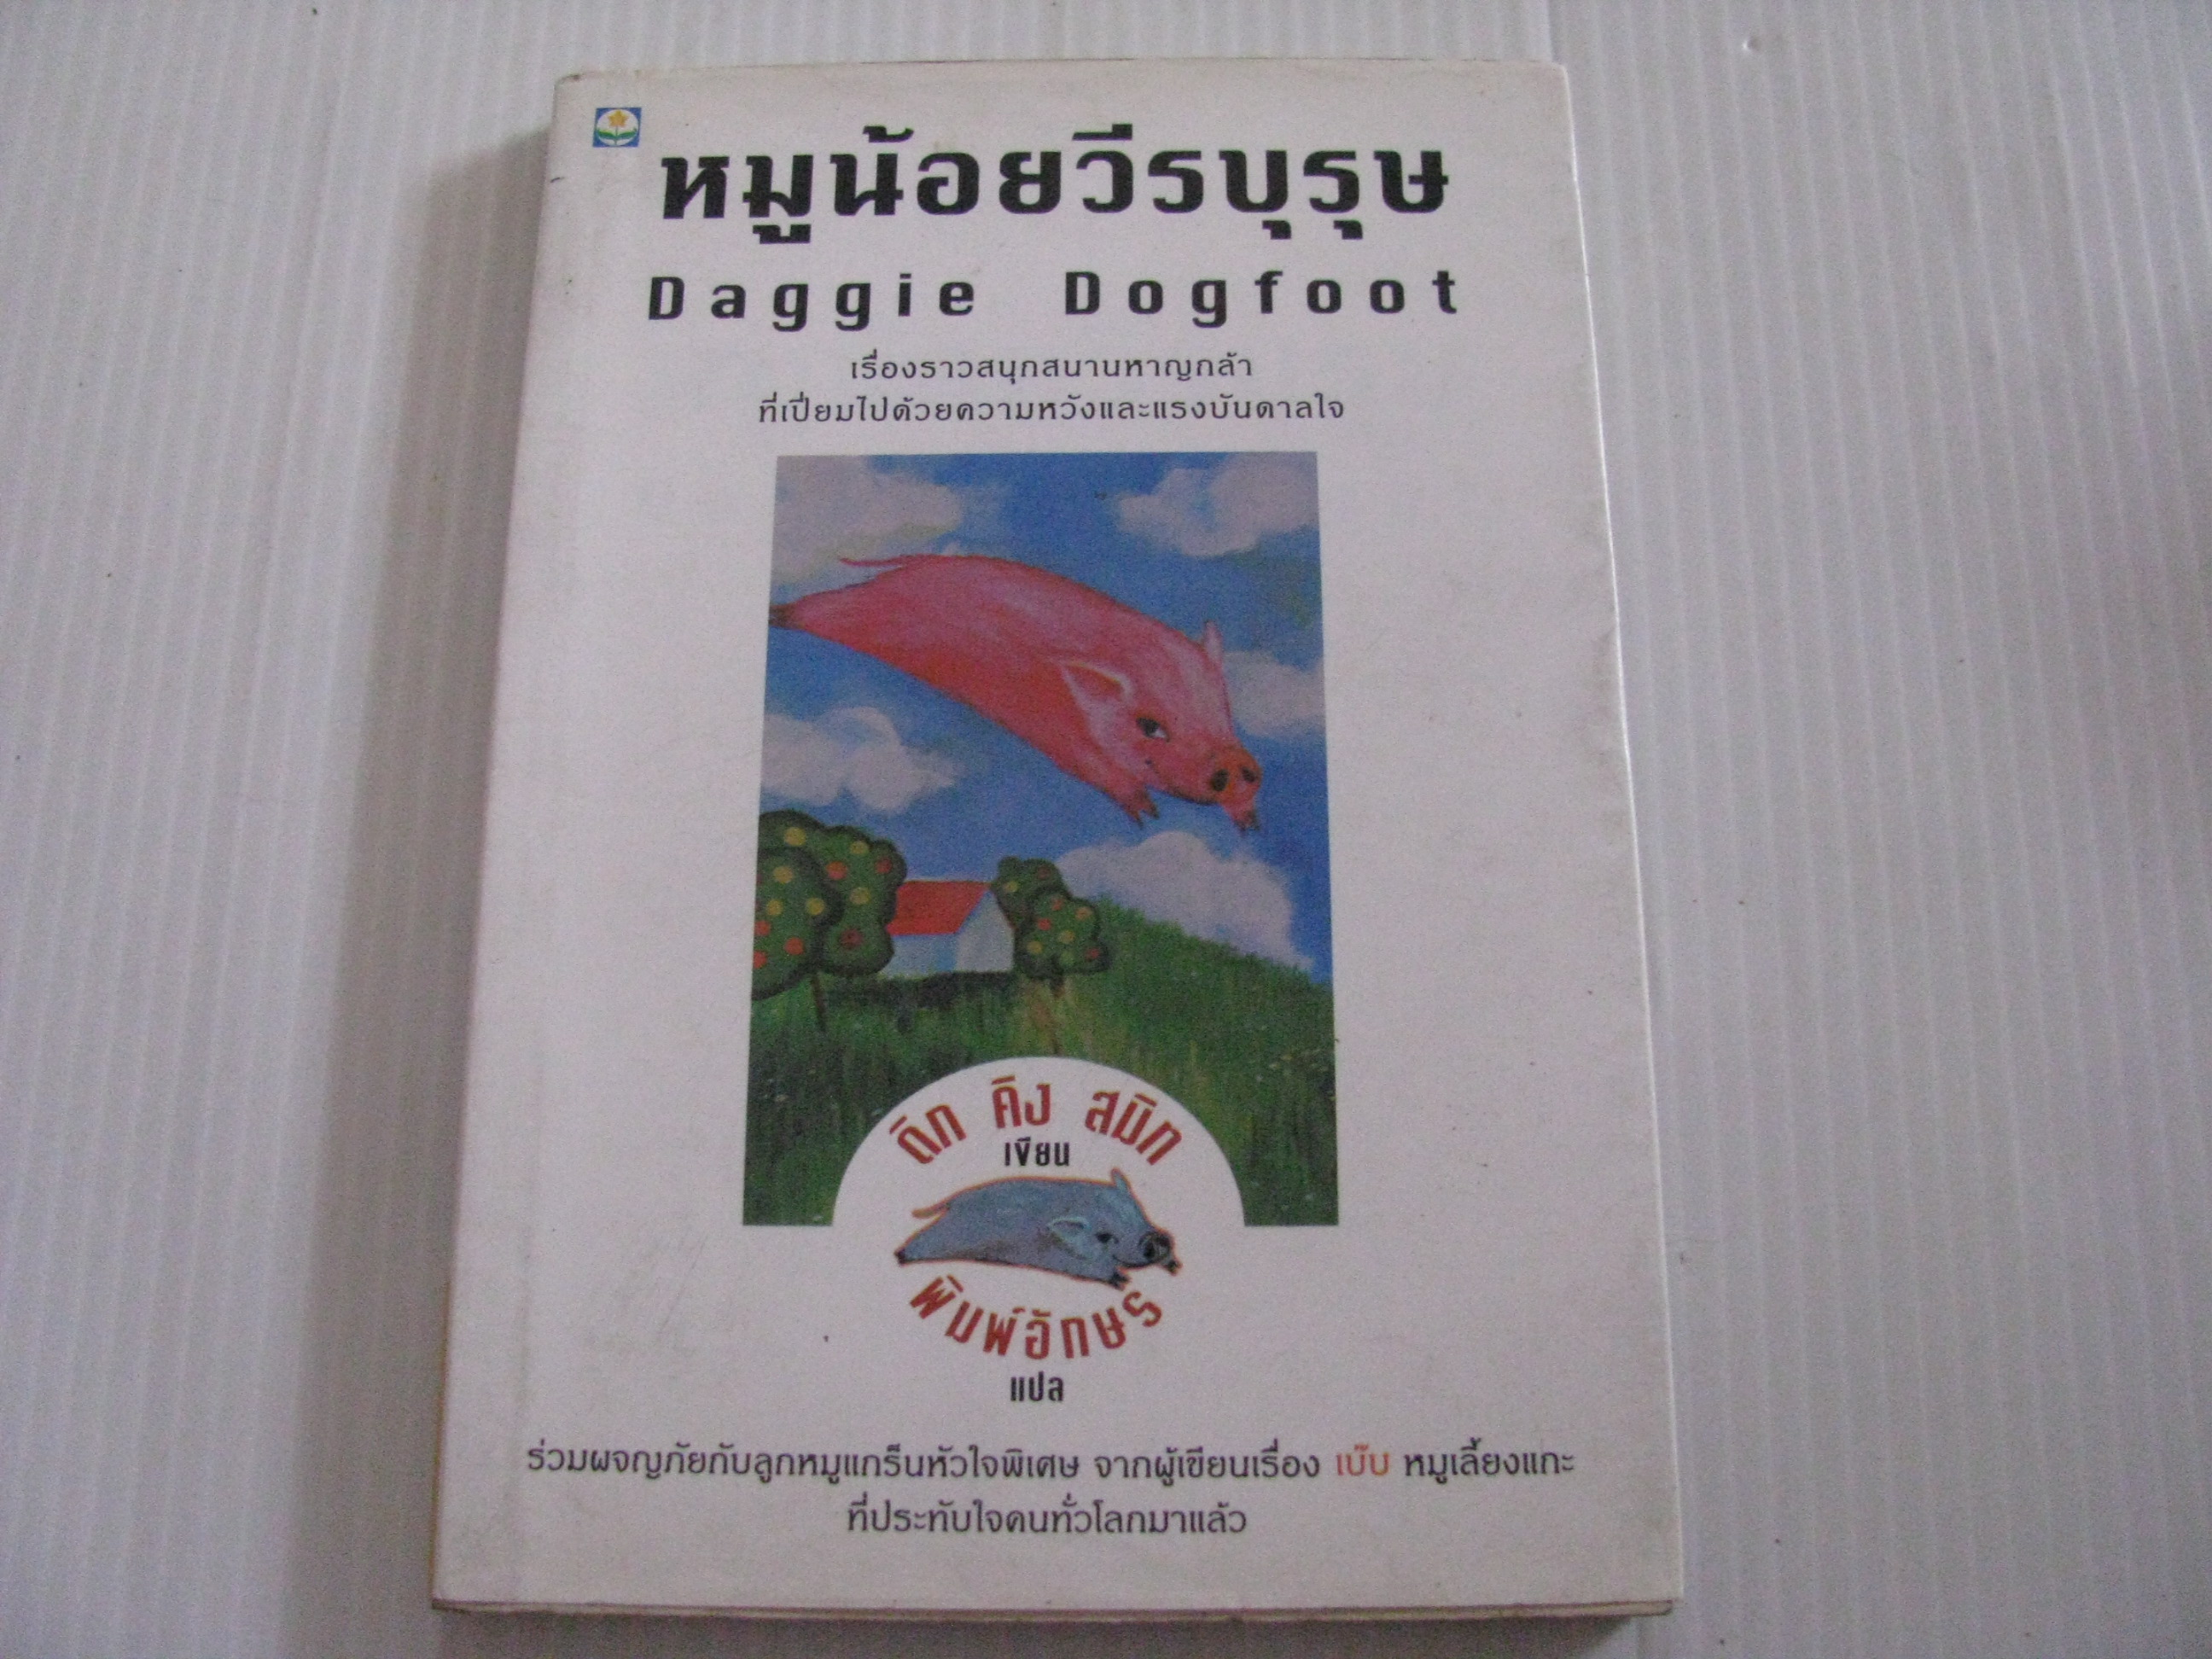 หมูน้อยวีรบุรุษ
Daggie Dogfoot
เรื่องราวสนุกสนานหาญกล้า
ที่เปี่ยมไปด้วยความหวังและแรงบันดาลใจ
ดิก คิง สมิท
เขียน
พิมพ์อักษร
แปล
ร่วมผจญภัยกับลูกหมูแกร็นหัวใจพิเศษ จากผู้เขียนเรื่อง เบ๊บ หมูเลี้ยงแกะ
ที่ประทับใจคนทั่วโลกมาแล้ว